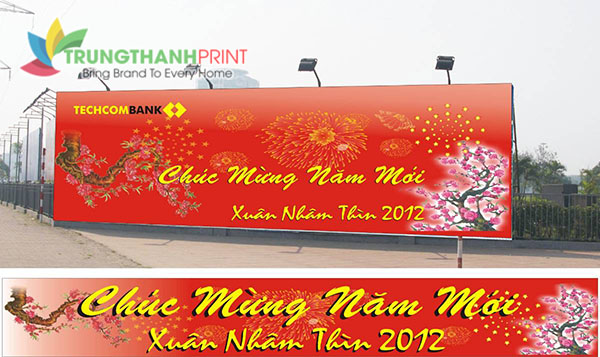 TRUNGTHANHPRINT
Bring Brand To Every Home
TECHCOMBANK
Chúc Mừng Năm Mới
Xuân Nhâm Thìn 2012
Chúc Mừng Năm Mới
Xuân Nhâm Thìn 2012